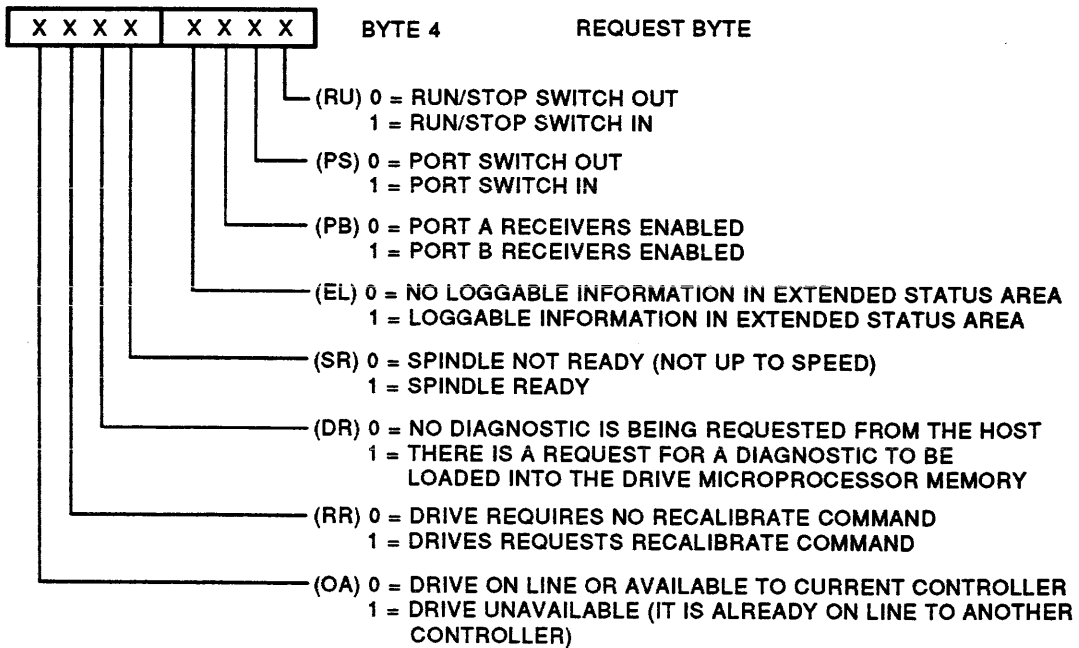 X X X X X X X X BYTE 4 REQUEST BYTE
(RU) 0 = RUN/STOP SWITCH OUT
1 = RUN/STOP SWITCH IN
(PS) 0 = PORT SWITCH OUT
1 = PORT SWITCH IN
(PB) 0 = PORT A RECEIVERS ENABLED
1 = PORT B RECEIVERS ENABLED
(EL) 0 = NO LOGGABLE INFORMATION IN EXTENDED STATUS AREA
1 = LOGGABLE INFORMATION IN EXTENDED STATUS AREA
(SR) 0 = SPINDLE NOT READY (NOT UP TO SPEED)
1 = SPINDLE READY
(DR) 0 = NO DIAGNOSTIC IS BEING REQUESTED FROM THE HOST
1 = THERE IS A REQUEST FOR A DIAGNOSTIC TO BE
LOADED INTO THE DRIVE MICROPROCESSOR MEMORY
(RR) 0 = DRIVE REQUIRES NO RECALIBRATE COMMAND
1 = DRIVES REQUESTS RECALIBRATE COMMAND
(OA) 0 = DRIVE ON LINE OR AVAILABLE TO CURRENT CONTROLLER
1 = DRIVE UNAVAILABLE (IT IS ALREADY ON LINE TO ANOTHER
CONTROLLER)